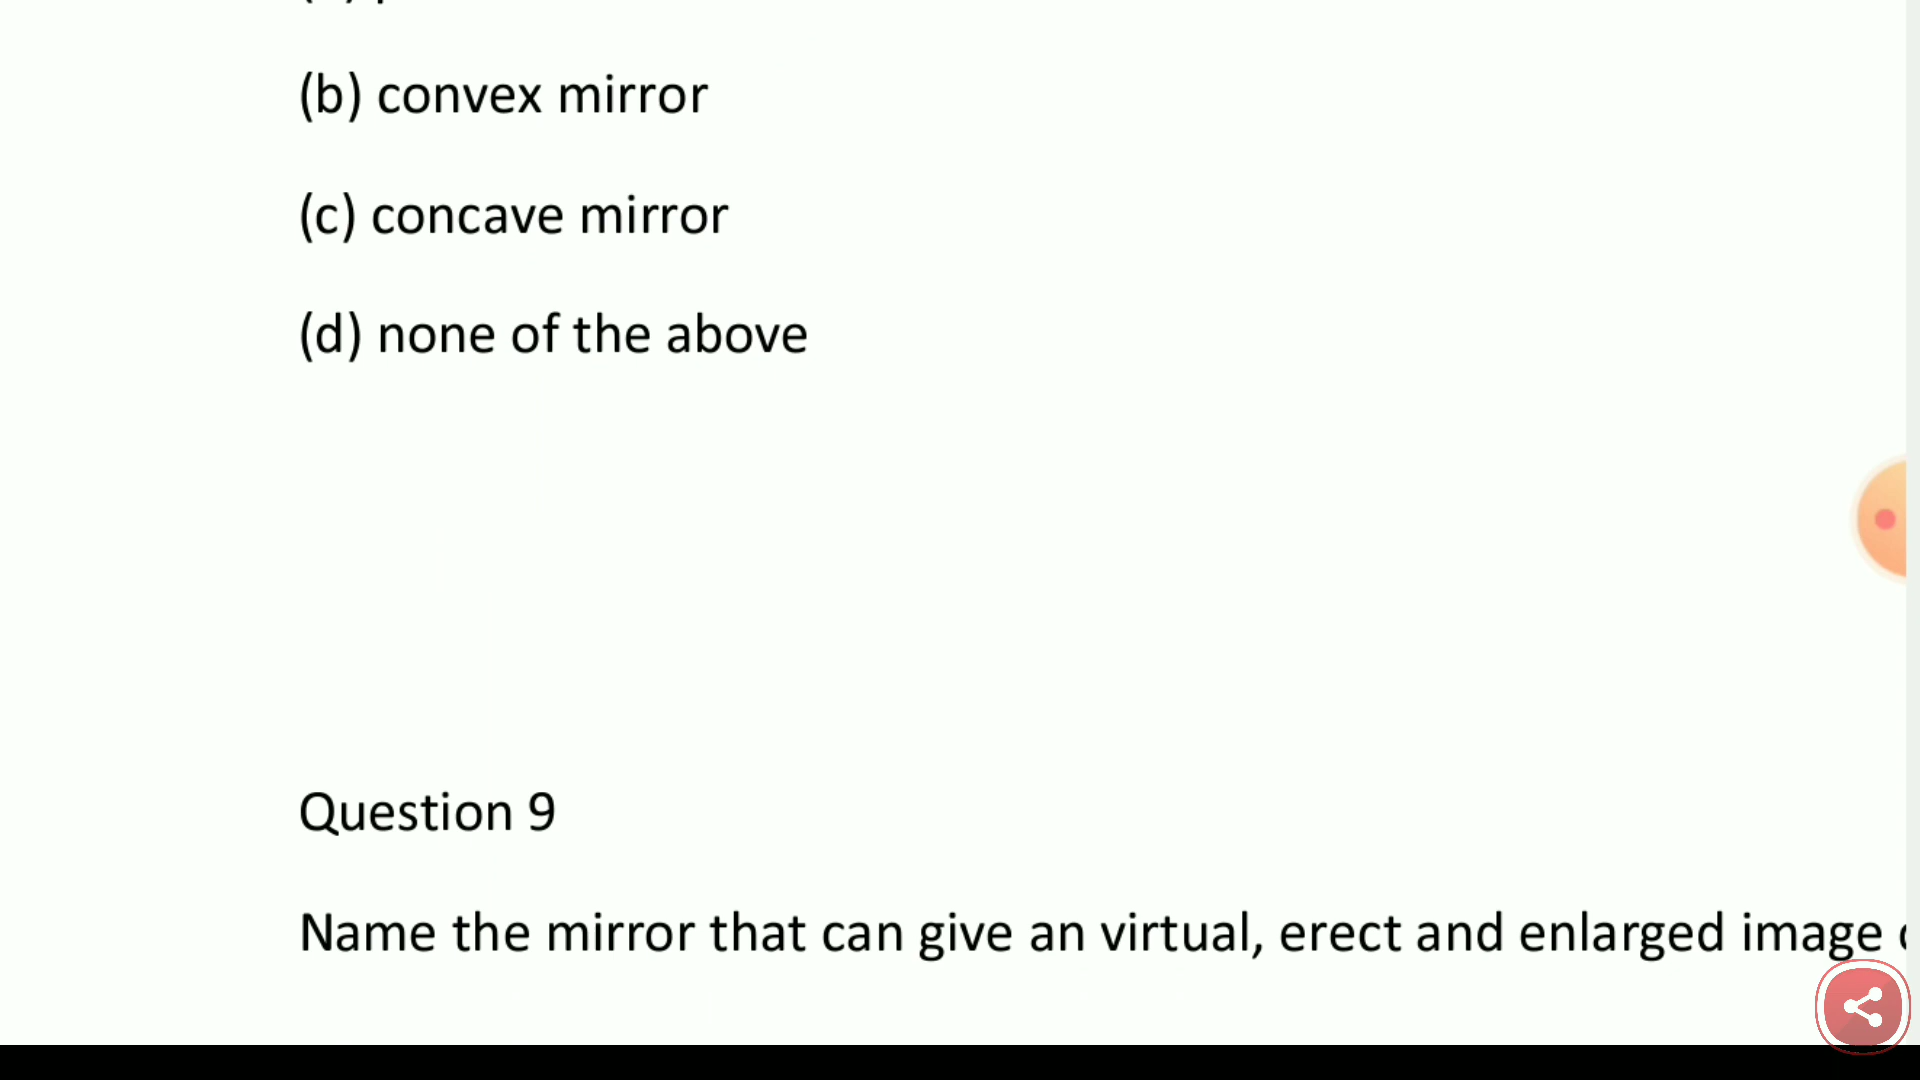 (b) convex mirror
(c) concave mirror
(d) none of the above
Question 9
Name the mirror that can give an virtual, erect and enlarged image